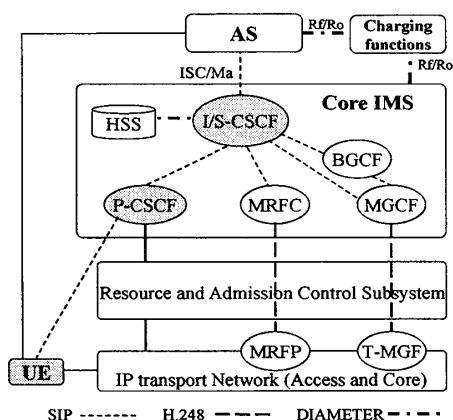 AS
Rf/Ro
Charging
functions
ISC/Ma
Rf/Ro
Core IMS
HSS
I/S-CSCF
BGCF
P-CSCF
MRFC
MGCF
Resource and Admission Control Subsystem
UE
MRFP
T-MGF
IP transport Network (Access and Core)
SIP
H.248
DIAMETER